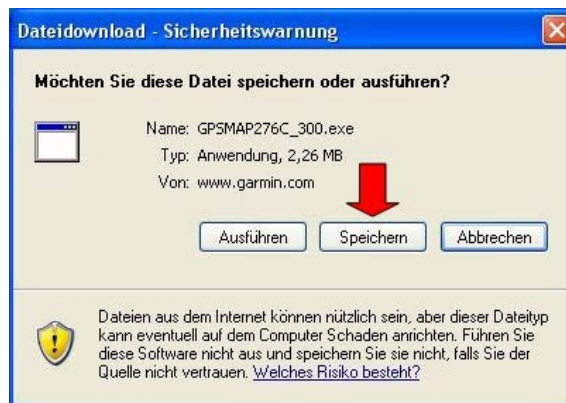 Dateidownload - Sicherheitswarnung
Möchten Sie diese Datei speichern oder ausführen?
Name: GPSMAP276C_300.exe
Typ: Anwendung, 2,26 MB
Von: www.garmin.com
Ausführen Speichern Abbrechen
Dateien aus dem Internet können nützlich sein, aber dieser Dateityp
kann eventuell auf dem Computer Schaden anrichten. Führen Sie
diese Software nicht aus und speichern Sie sie nicht, falls Sie der
Quelle nicht vertrauen. Welches Risiko besteht?